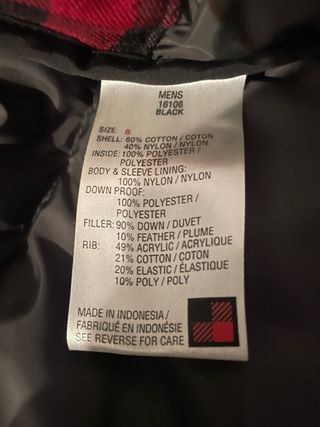 MENS
16106
BLACK
SIZE: S
SHELL: 60% COTTON / COTON
40% NYLON / NYLON
INSIDE: 100% POLYESTER /
POLYESTER
BODY & SLEEVE LINING:
100% NYLON / NYLON
DOWN PROOF:
100% POLYESTER /
POLYESTER
FILLER: 90% DOWN / DUVET
10% FEATHER / PLUME
RIB: 49% ACRYLIC / ACRYLIQUE
21% COTTON / COTON
20% ELASTIC / ÉLASTIQUE
10% POLY / POLY
MADE IN INDONESIA /
FABRIQUÉ EN INDONÉSIE
SEE REVERSE FOR CARE